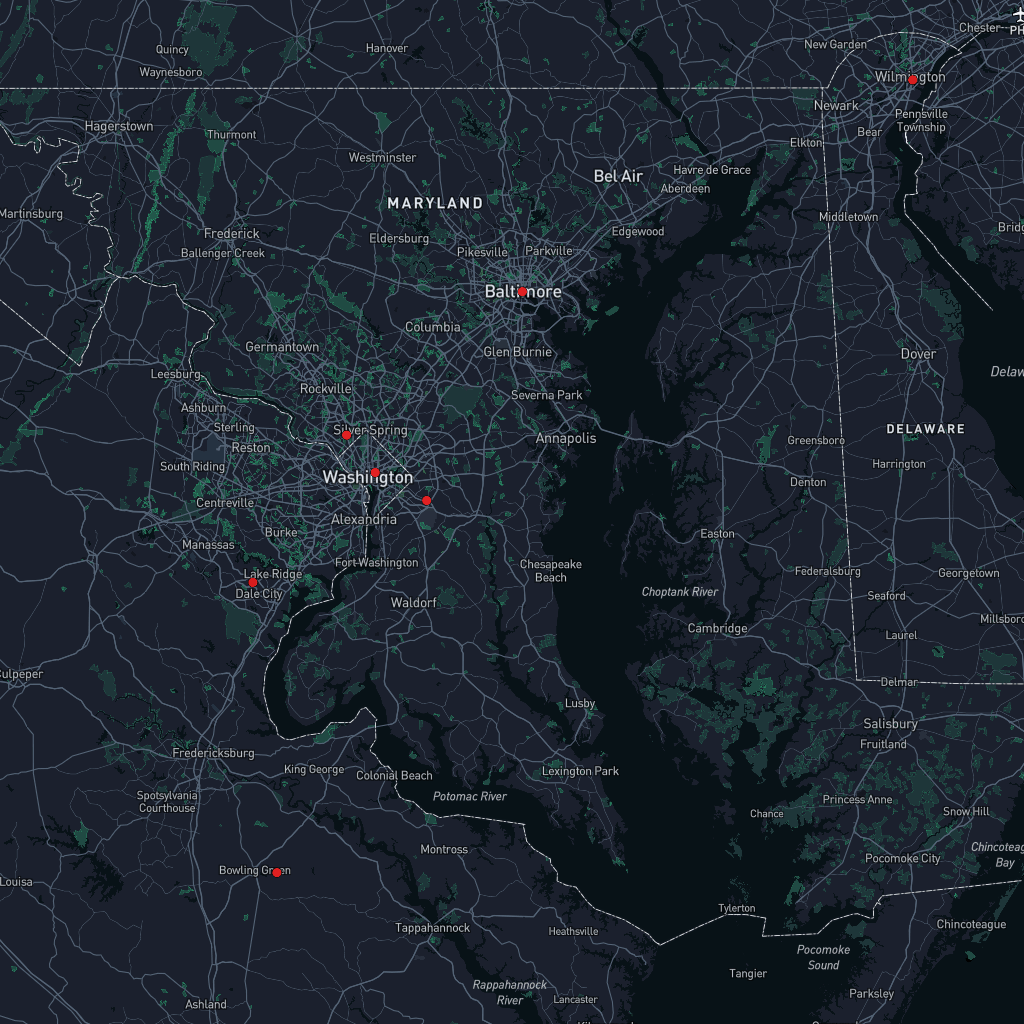 Chester
PH
Hanover
New Garden
Quincy
Waynesboro
Wilmington
Newark
Pennsville
Township
Hagerstown
Thurmont
Bear
Elkton
Westminster
Bel Air
Havre de Grace
Aberdeen
MARYLAND
Martinsburg
Middletown
Frederick
Eldersburg
Edgewood
Bridg
Ballenger Creek
Pikesville
Parkville
Baltimore
Columbia
Germantown
Glen Burnie
Dover
Leesburg
Rockville
Delaw
Severna Park
Ashburn
Sterling
Silver Spring
DELAWARE
Reston
Annapolis
Greensboro
South Riding
Washington
Harrington
Denton
Centreville
Alexandria
Burke
Easton
Manassas
Fort Washington
Chesapeake
Beach
Lake Ridge
Federalsburg
Georgetown
Dale City
Waldorf
Choptank River
Seaford
Millsboro
Cambridge
Laurel
Culpeper
Delmar
Lusby
Salisbury
Fruitland
Fredericksburg
King George
Colonial Beach
Lexington Park
Spotsylvania
Courthouse
Potomac River
Princess Anne
Chance
Snow Hill
Montross
Chincoteag
Bay
Pocomoke City
Bowling Green
Louisa
Tylerton
Tappahannock
Heathsville
Chincoteague
Pocomoke
Sound
Tangier
Rappahannock
River
Parksley
Ashland
Lancaster